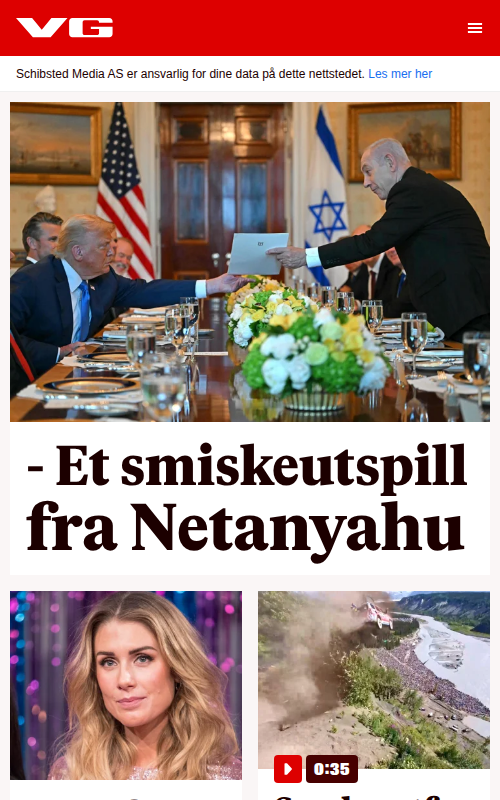 VG
Schibsted Media AS er ansvarlig for dine data på dette nettstedet. Les mer her
- Et smiskeutspill
fra Netanyahu
0:35